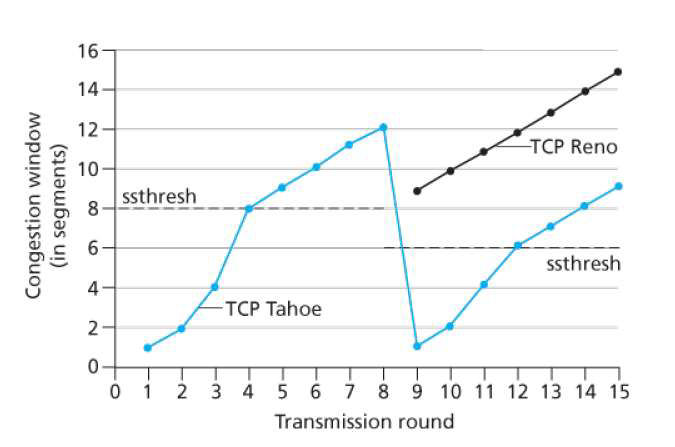 Congestion window
(in segments)
16
14
12
10
8
6
4
2
0
ssthresh
TCP Reno
ssthresh
TCP Tahoe
0 1 2 3 4 5 6 7 8 9 10 11 12 13 14 15
Transmission round